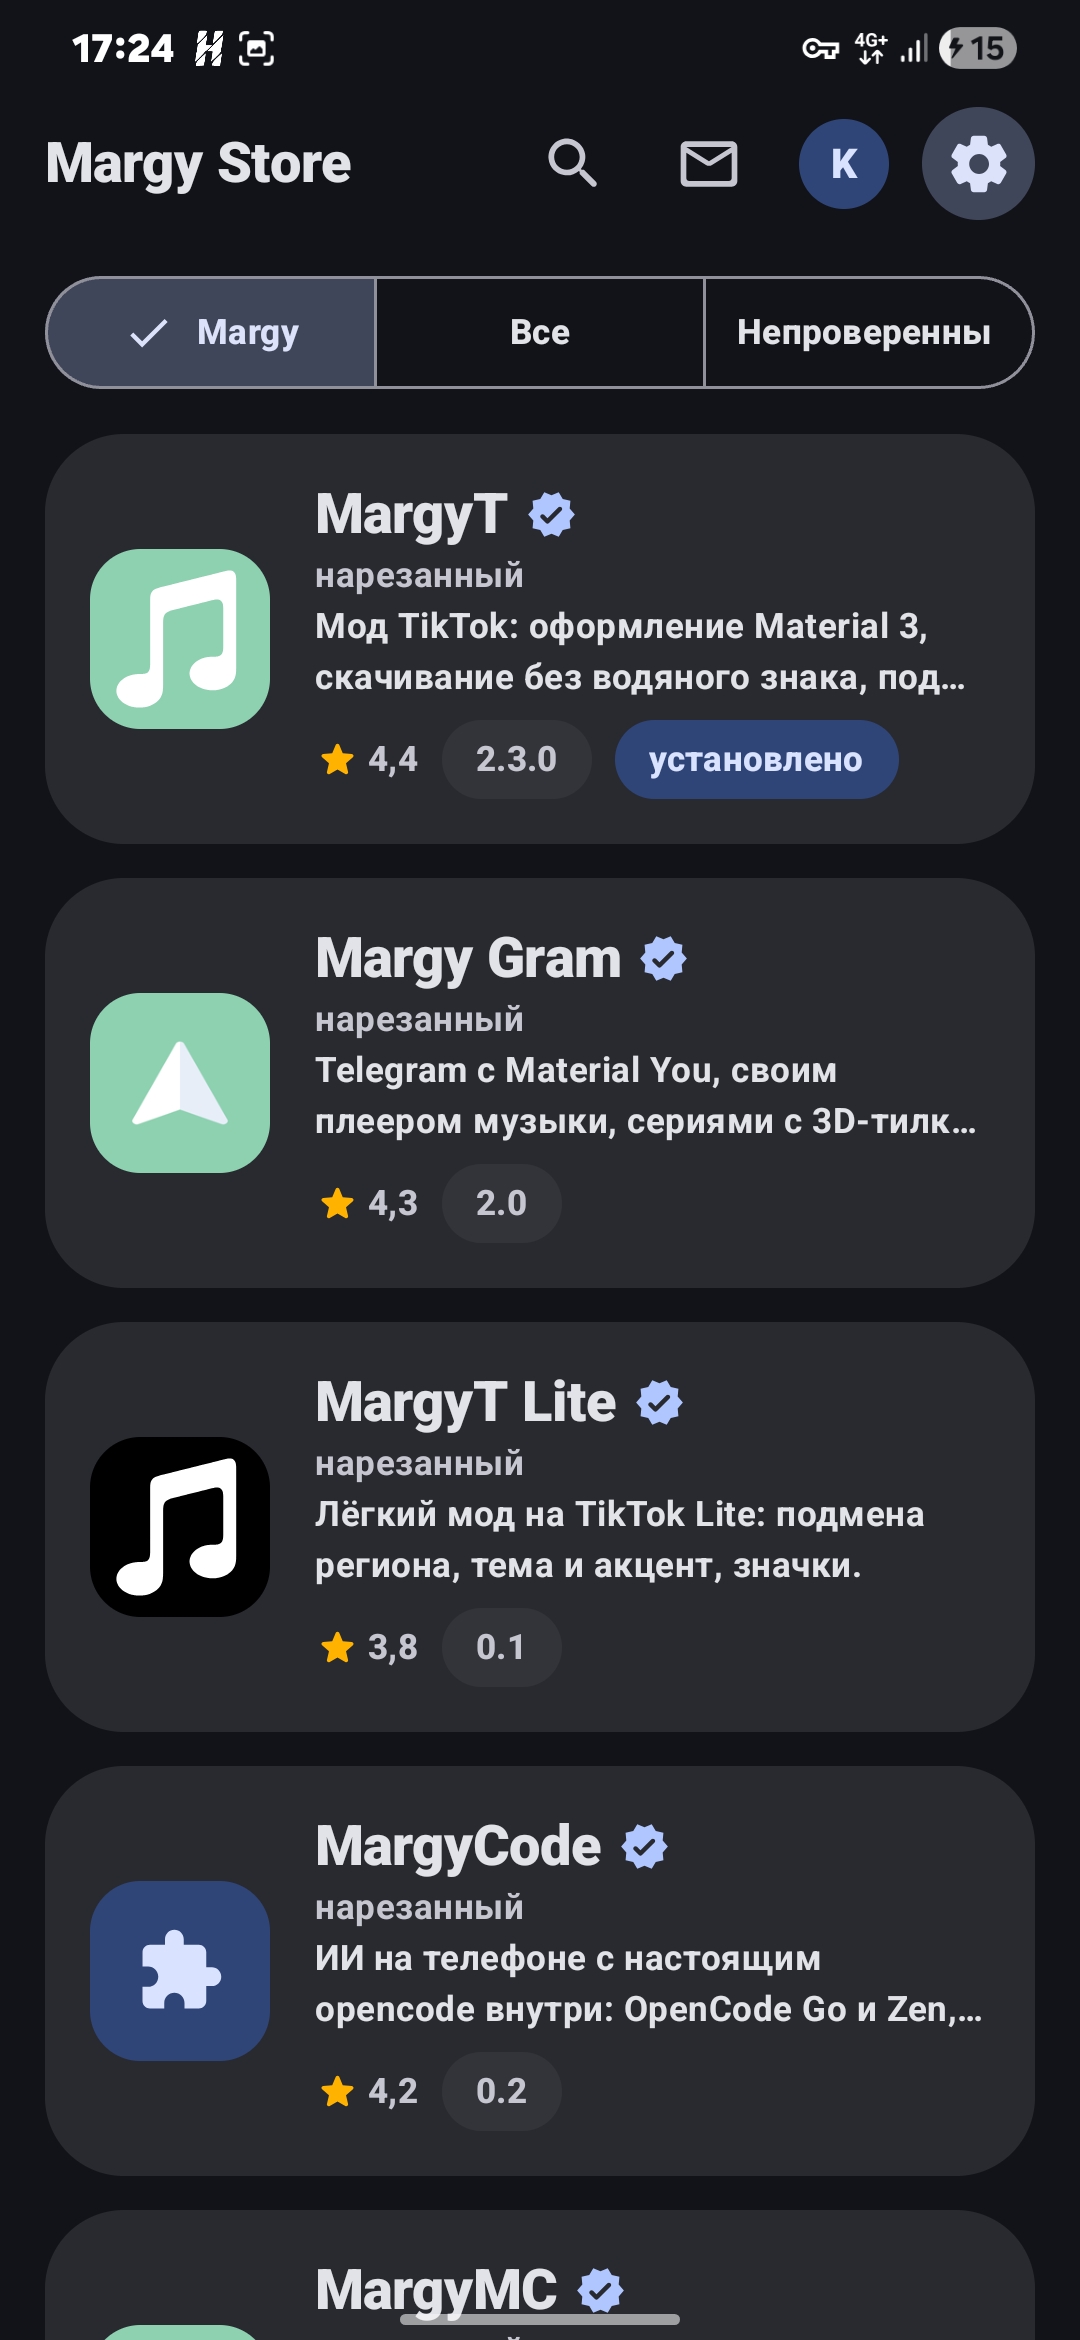 17:24
4G+
15
Margy Store
K
Margy
Все
Непроверенны
MargyT
нарезанный
Мод TikTok: оформление Material 3,
скачивание без водяного знака, под…
4,4
2.3.0
установлено
Margy Gram
нарезанный
Telegram с Material You, своим
плеером музыки, сериями с 3D-тилк…
4,3
2.0
MargyT Lite
нарезанный
Лёгкий мод на TikTok Lite: подмена
региона, тема и акцент, значки.
3,8
0.1
MargyCode
нарезанный
ИИ на телефоне с настоящим
opencode внутри: OpenCode Go и Zen,…
4,2
0.2
MargyMC